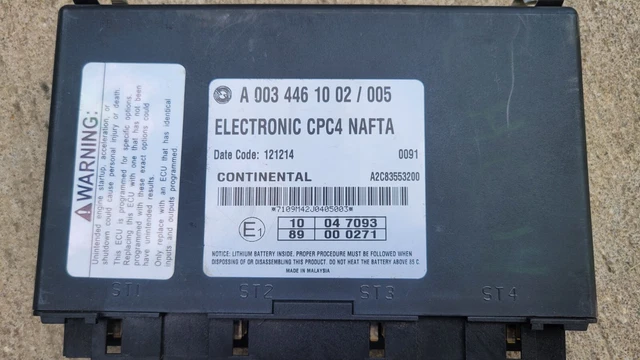 WARNING:
Unintended engine startup, acceleration, or
shutdown could cause personal injury or death.
This ECU is programmed for specific options.
Replacing this ECU with one that has not been
programmed with these exact options could
have unintended results.
Only replace with an ECU that has identical
inputs and outputs programmed.
A 003 446 10 02 / 005
ELECTRONIC CPC4 NAFTA
Date Code: 121214 0091
CONTINENTAL A2C83553200
*7109M42J0405003*
E1 10 04 7093
89 00 0271
NOTICE: LITHIUM BATTERY INSIDE. PROPER PROCEDURE MUST BE FOLLOWED WHEN
DISPOSING OF OR DISASSEMBLING THIS PRODUCT. DO NOT HEAT THE BATTERY ABOVE 85 C.
MADE IN MALAYSIA
ST1 ST2 ST3 ST4